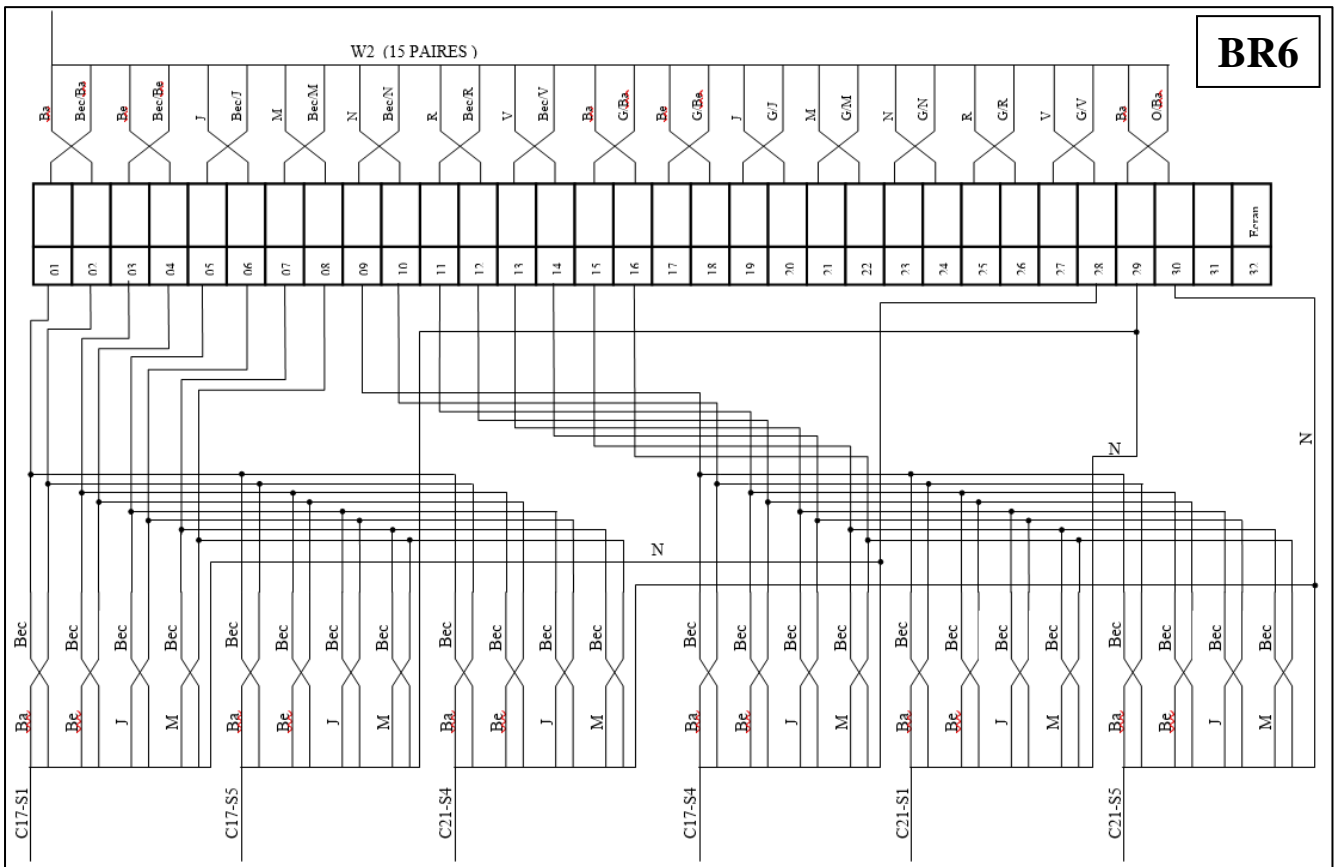 BR6
W2 (15 PAIRES )
Ba Bec/Ba Be Bec/Be J Bec/J M Bec/M N Bec/N R Bec/R V Bec/V Ba G/Ba Be G/Be J G/J M G/M N G/N R G/R V G/V Ba O/Ba
Ecran
01 02 03 04 05 06 07 08 09 10 11 12 13 14 15 16 17 18 19 20 21 22 23 24 25 26 27 28 29 30 31 32
N
N
N
Bec Bec Bec Bec Bec Bec Bec Bec Bec Bec Bec Bec Bec Bec Bec Bec Bec Bec Bec Bec Bec Bec Bec Bec
Ba Be J M Ba Be J M Ba Be J M Ba Be J M Ba Be J M Ba Be J M
C17-S1 C17-S5 C21-S4 C17-S4 C21-S1 C21-S5